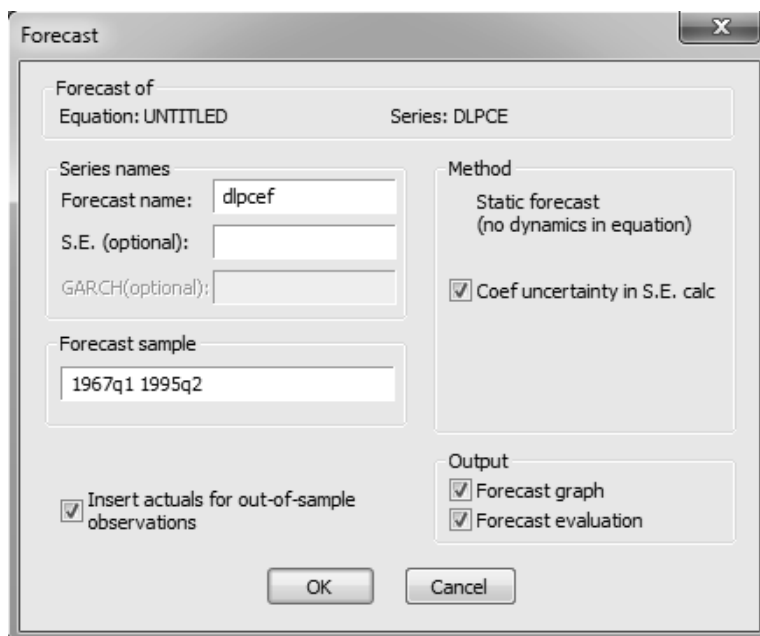 Forecast
X
Forecast of
Equation: UNTITLED
Series: DLPCE
Series names
Forecast name: dlpcef
S.E. (optional):
GARCH(optional):
Forecast sample
1967q1 1995q2
Insert actuals for out-of-sample
observations
Method
Static forecast
(no dynamics in equation)
Coef uncertainty in S.E. calc
Output
Forecast graph
Forecast evaluation
OK
Cancel